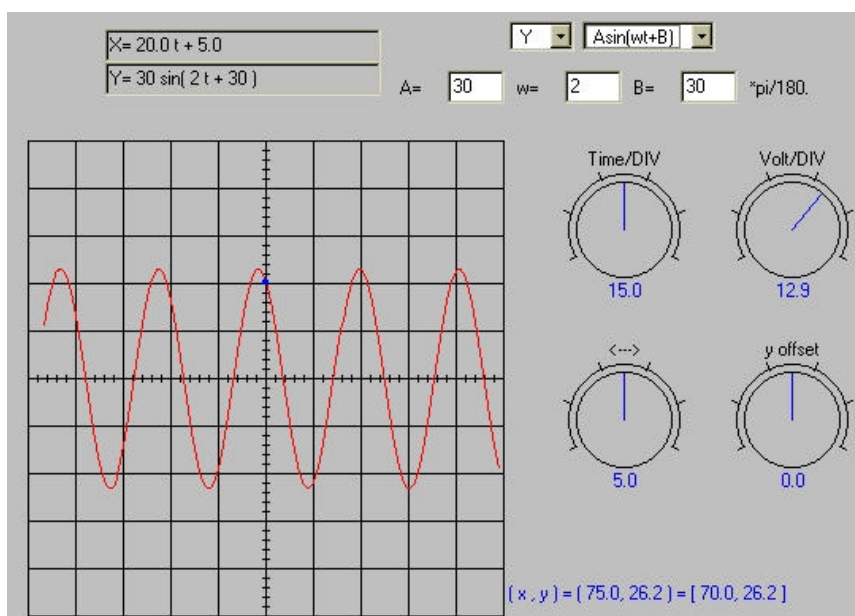 X= 20.0 t + 5.0
Y= 30 sin( 2 t + 30 )
Y
Asin(wt+B)
A= 30 w= 2 B= 30 *pi/180.
Time/DIV
Volt/DIV
15.0
12.9
<--->
y offset
5.0
0.0
( x , y ) = ( 75.0, 26.2 ) = [ 70.0, 26.2 ]